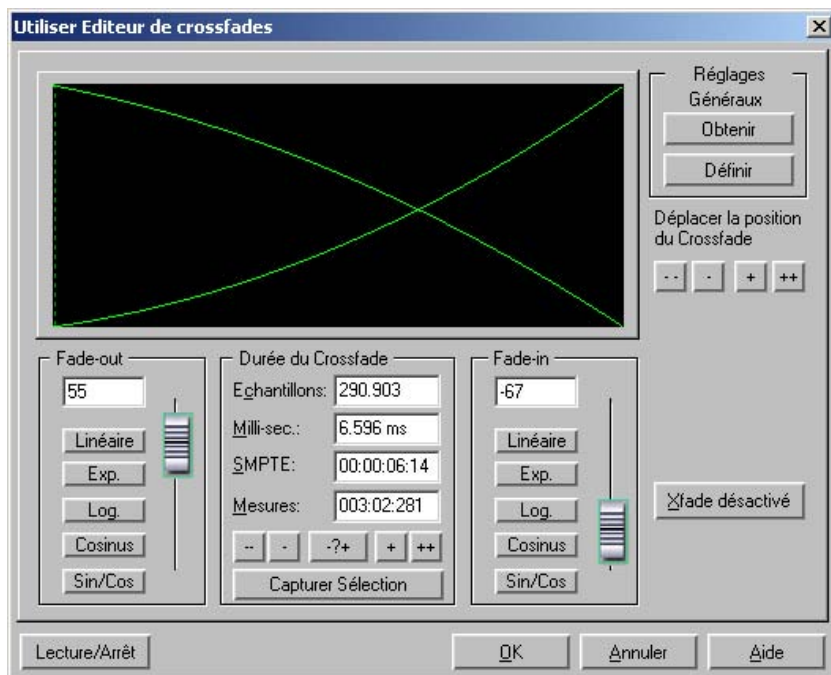 Utiliser Editeur de crossfades
Réglages
Généraux
Obtenir
Définir
Déplacer la position
du Crossfade
-- - + ++
Fade-out
55
Linéaire
Exp.
Log.
Cosinus
Sin/Cos
Durée du Crossfade
Echantillons: 290.903
Milli-sec.: 6.596 ms
SMPTE: 00:00:06:14
Mesures: 003:02:281
-- - -?+ + ++
Capturer Sélection
Fade-in
-67
Linéaire
Exp.
Log.
Cosinus
Sin/Cos
Xfade désactivé
Lecture/Arrêt
OK
Annuler
Aide